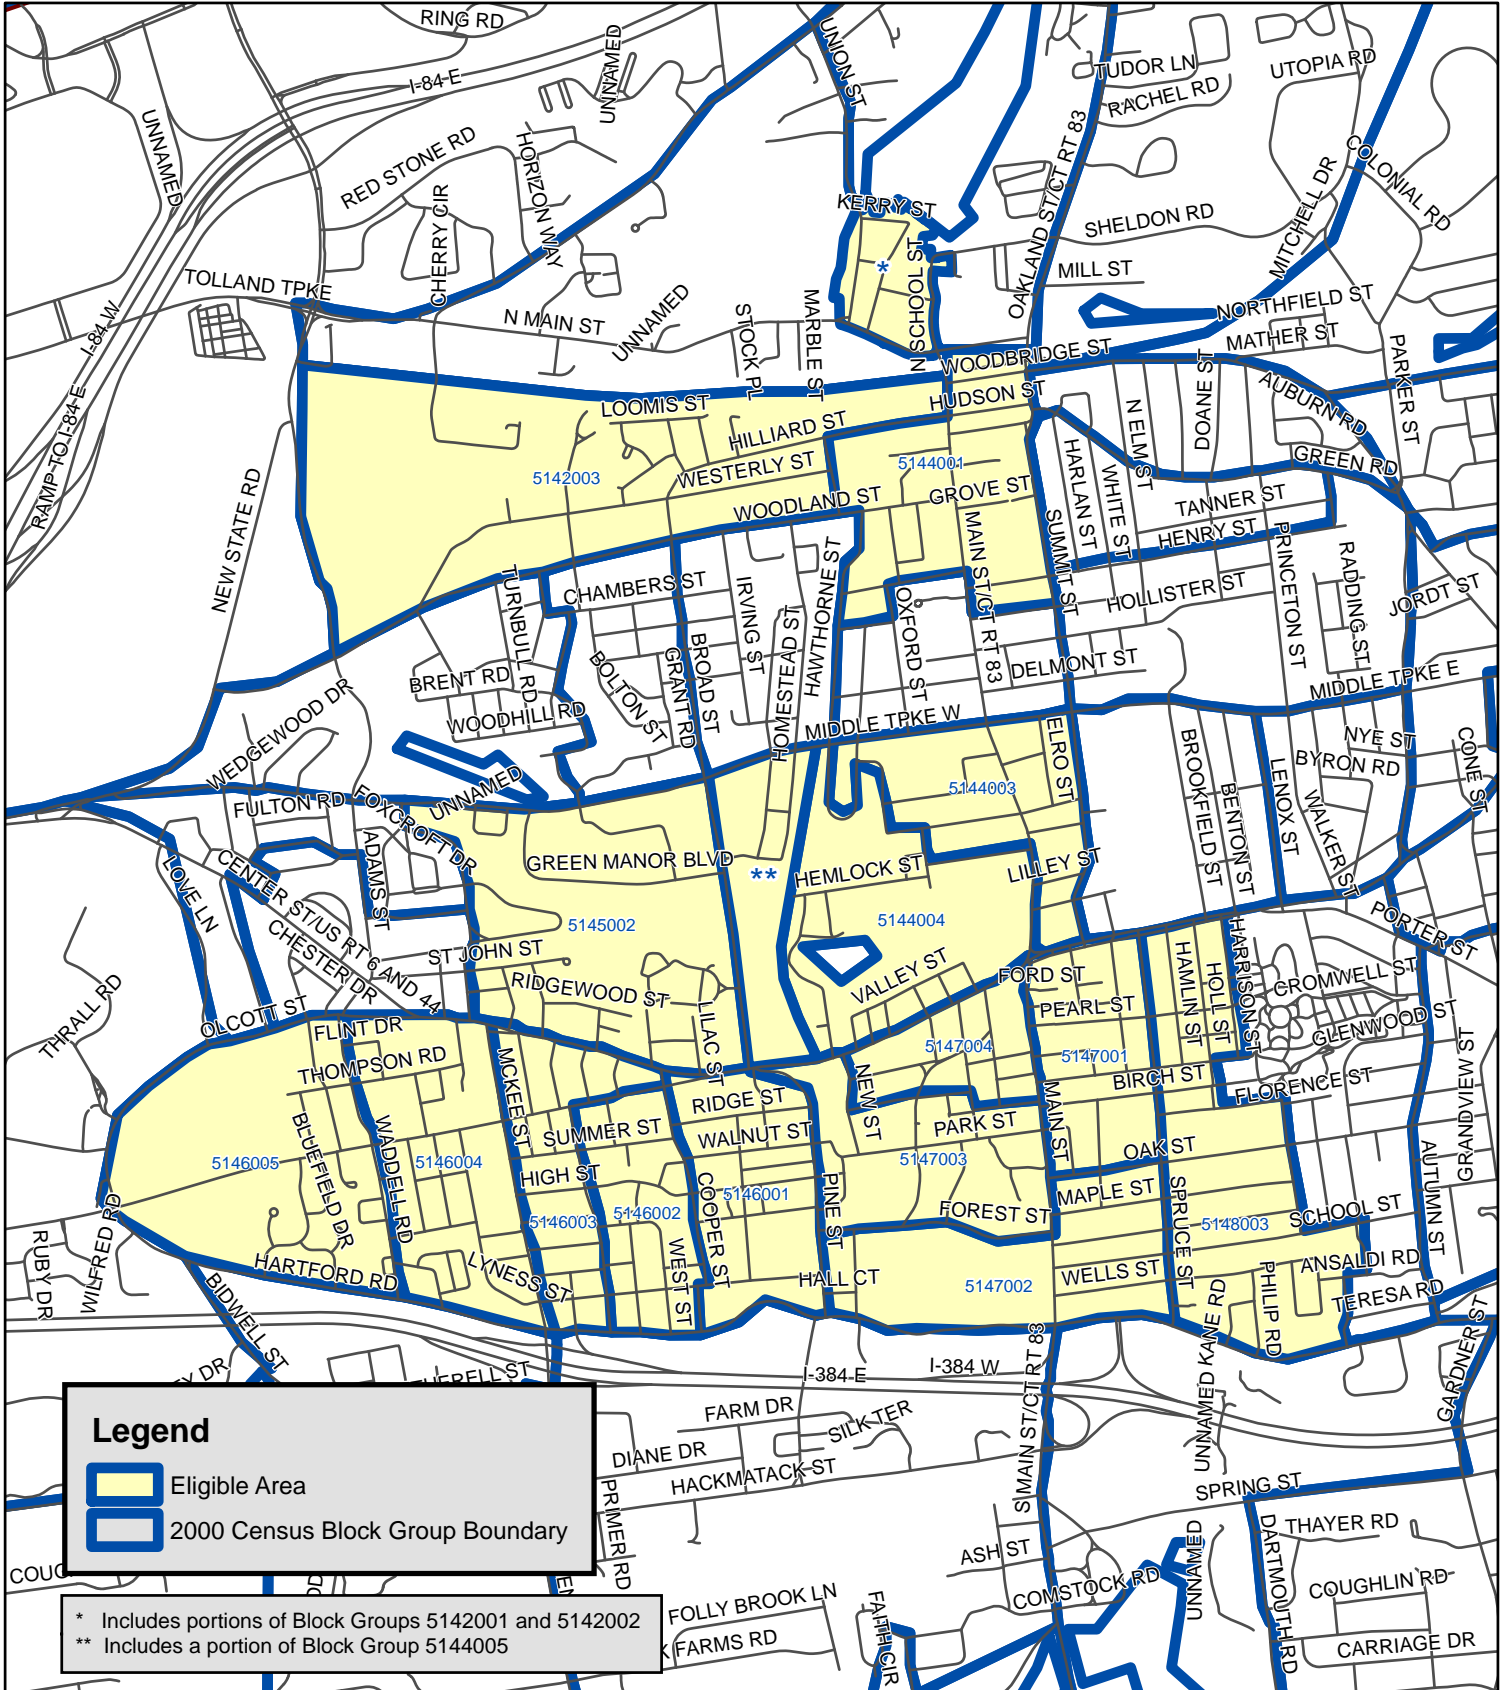 RING RD
I-84 E
UNNAMED
UNION ST
TUDOR LN
UTOPIA RD
RACHEL RD
UNNAMED
RED STONE RD
HORIZON WAY
CHERRY CIR
KERRY ST
OAKLAND ST/CT RT 83
SHELDON RD
MITCHELL DR
COLONIAL RD
*
N SCHOOL ST
MILL ST
TOLLAND TPKE
N MAIN ST
UNNAMED
STOCK PL
MARBLE ST
NORTHFIELD ST
MATHER ST
I-84 W
WOODBRIDGE ST
PARKER ST
RAMP TO I-84 E
LOOMIS ST
HUDSON ST
DOANE ST
AUBURN RD
HILLIARD ST
N ELM ST
WESTERLY ST
5142003
5144001
HARLAN ST
WHITE ST
GREEN RD
NEW STATE RD
WOODLAND ST
GROVE ST
TANNER ST
MAIN ST/CT RT 83
SUMMIT ST
HENRY ST
PRINCETON ST
RADDING ST
TURNBULL RD
CHAMBERS ST
IRVING ST
HAWTHORNE ST
HOMESTEAD ST
OXFORD ST
HOLLISTER ST
JORDT ST
BRENT RD
BOLTON ST
GRANT RD
BROAD ST
DELMONT ST
MIDDLE TPKE E
WOODHILL RD
MIDDLE TPKE W
WEDGEWOOD DR
ELRO ST
BROOKFIELD ST
BENTON ST
LENOX ST
WALKER ST
NYE ST
BYRON RD
CONE ST
FULTON RD
FOXCROFT DR
UNNAMED
5144003
ADAMS ST
GREEN MANOR BLVD
**
HEMLOCK ST
LILLEY ST
LOVE LN
CENTER ST/US RT 6 AND 44
CHESTER DR
5145002
5144004
ST JOHN ST
PORTER ST
HARRISON ST
RIDGEWOOD ST
VALLEY ST
FORD ST
HAMLIN ST
HOLL ST
CROMWELL ST
THRALL RD
OLCOTT ST
FLINT DR
LILAC ST
PEARL ST
GLENWOOD ST
5147004
5147001
GRANDVIEW ST
THOMPSON RD
MCKEE ST
NEW ST
BIRCH ST
FLORENCE ST
RIDGE ST
MAIN ST
BLUEFIELD DR
WADDELL RD
SUMMER ST
WALNUT ST
PARK ST
OAK ST
AUTUMN ST
5146005
5146004
HIGH ST
COOPER ST
5146001
5147003
MAPLE ST
SPRUCE ST
5146003
5146002
PINE ST
FOREST ST
5148003
SCHOOL ST
RUBY DR
WILFRED RD
HARTFORD RD
LYNESS ST
WEST ST
HALL CT
5147002
WELLS ST
ANSALDI RD
PHILIP RD
TERESA RD
BIDWELL ST
S MAIN ST/CT RT 83
UNNAMED KANE RD
GARDNER ST
I-384 E
I-384 W
Legend
Eligible Area
2000 Census Block Group Boundary
FARM DR
SILK TER
DIANE DR
HACKMATACK ST
PRIMER RD
SPRING ST
THAYER RD
ASH ST
UNNAMED
DARTMOUTH RD
COMSTOCK RD
COUGHLIN RD
FOLLY BROOK LN
FAITH CIR
FARMS RD
CARRIAGE DR
* Includes portions of Block Groups 5142001 and 5142002
** Includes a portion of Block Group 5144005